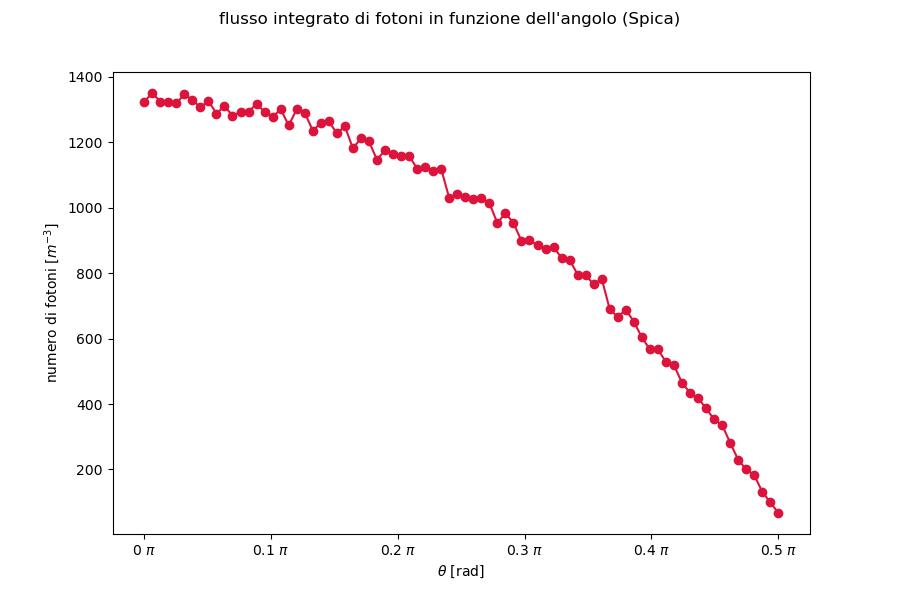 flusso integrato di fotoni in funzione dell'angolo (Spica)
numero di fotoni [m⁻³]
1400
1200
1000
800
600
400
200
0 π 0.1 π 0.2 π 0.3 π 0.4 π 0.5 π
θ [rad]